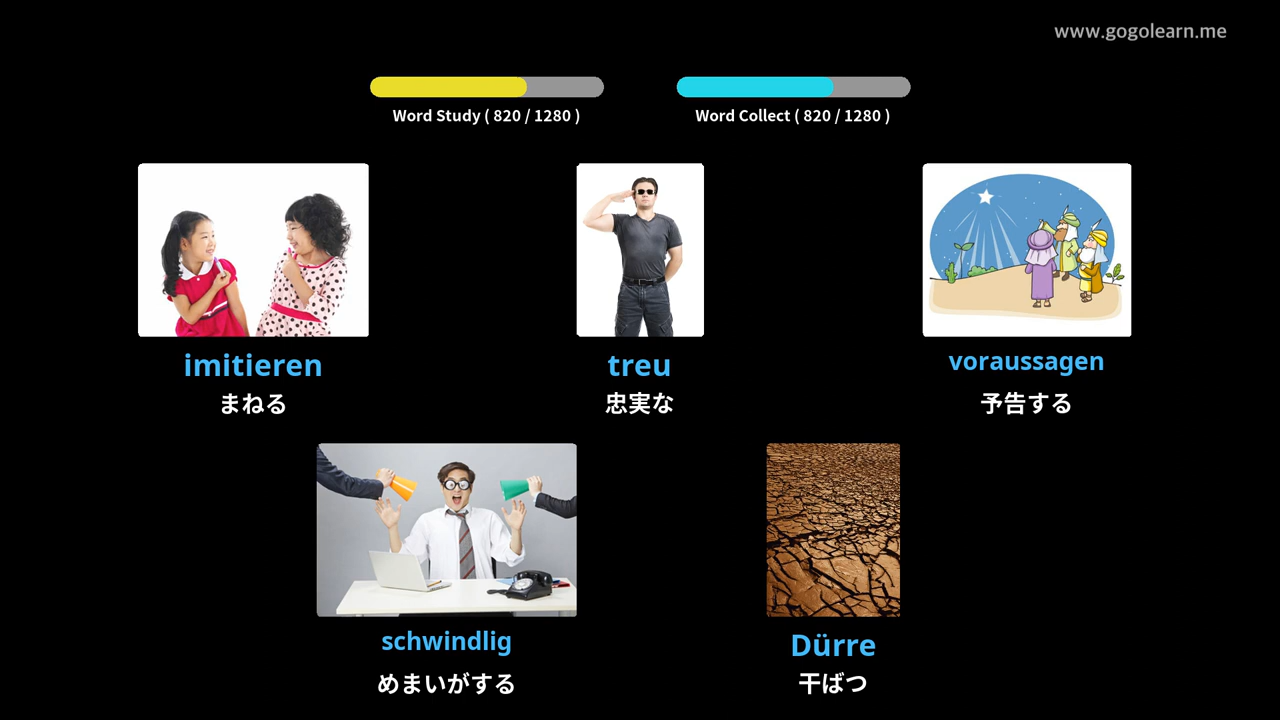 www.gogolearn.me
Word Study ( 820 / 1280 )
Word Collect ( 820 / 1280 )
imitieren
まねる
treu
忠実な
voraussagen
予告する
schwindlig
めまいがする
Dürre
干ばつ